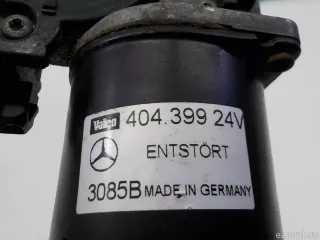 Valeo 404.399 24V
ENTSTÖRT
3085B MADE IN GERMANY